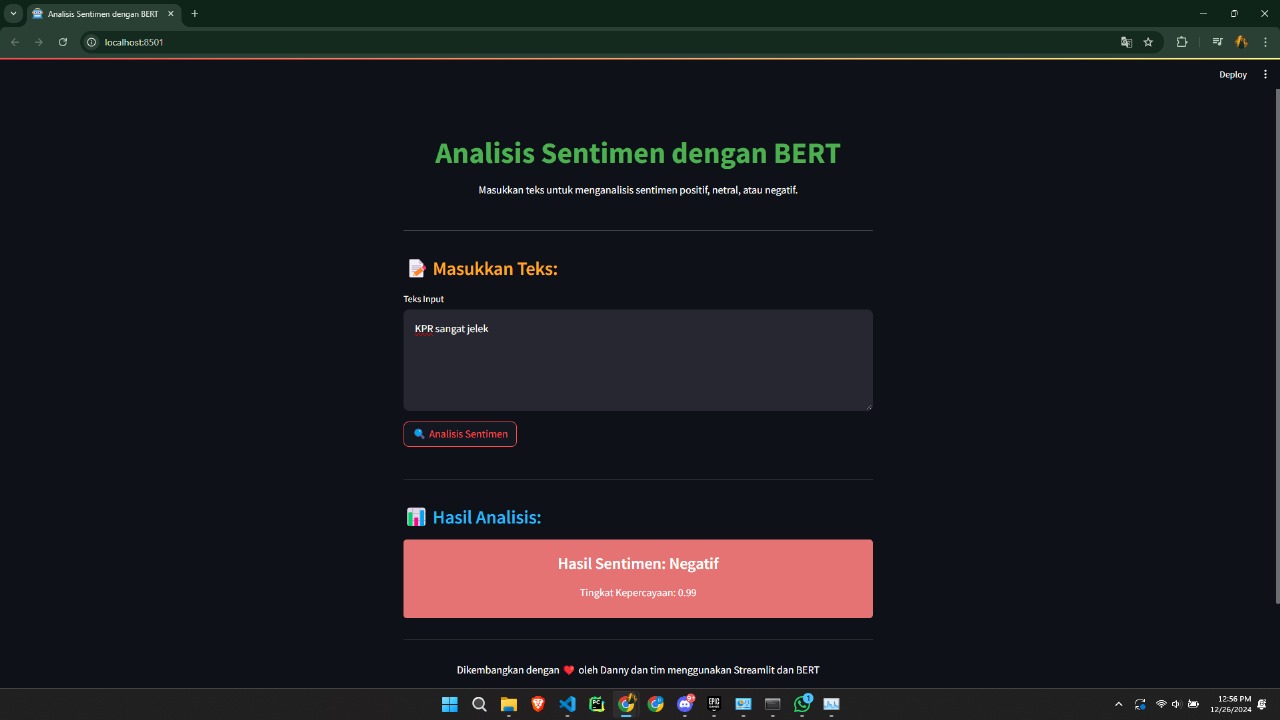 Analisis Sentimen dengan BERT
localhost:8501
Deploy
Analisis Sentimen dengan BERT
Masukkan teks untuk menganalisis sentimen positif, netral, atau negatif.
Masukkan Teks:
Teks Input
KPR sangat jelek
Analisis Sentimen
Hasil Analisis:
Hasil Sentimen: Negatif
Tingkat Kepercayaan: 0.99
Dikembangkan dengan ❤️ oleh Danny dan tim menggunakan Streamlit dan BERT
12:56 PM
12/26/2024